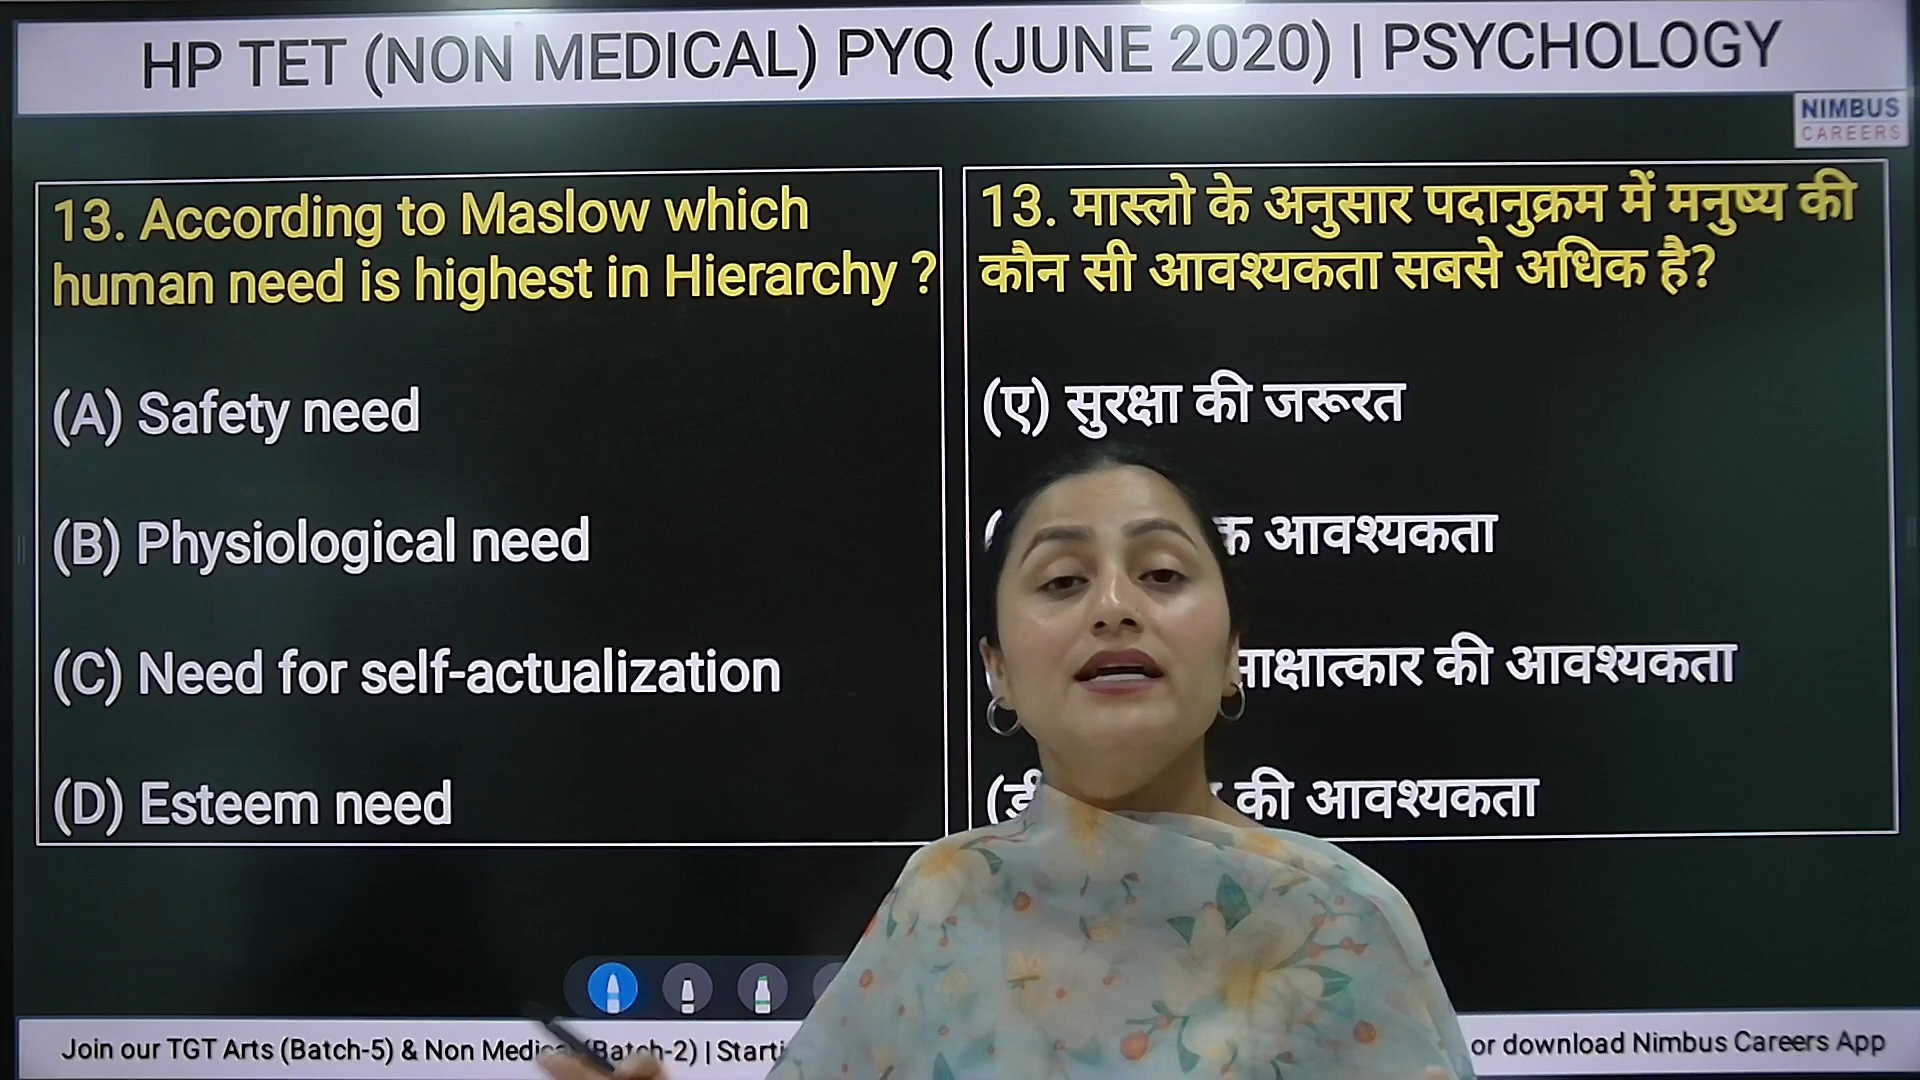 HP TET (NON MEDICAL) PYQ (JUNE 2020) | PSYCHOLOGY
NIMBUS
CAREERS
13. According to Maslow which
human need is highest in Hierarchy ?
(A) Safety need
(B) Physiological need
(C) Need for self-actualization
(D) Esteem need
13. मास्लो के अनुसार पदानुक्रम में मनुष्य की
कौन सी आवश्यकता सबसे अधिक है?
(ए) सुरक्षा की जरूरत
आवश्यकता
की आवश्यकता
की आवश्यकता
Join our TGT Arts (Batch-5) & Non Medical (Batch-2) |
or download Nimbus Careers App